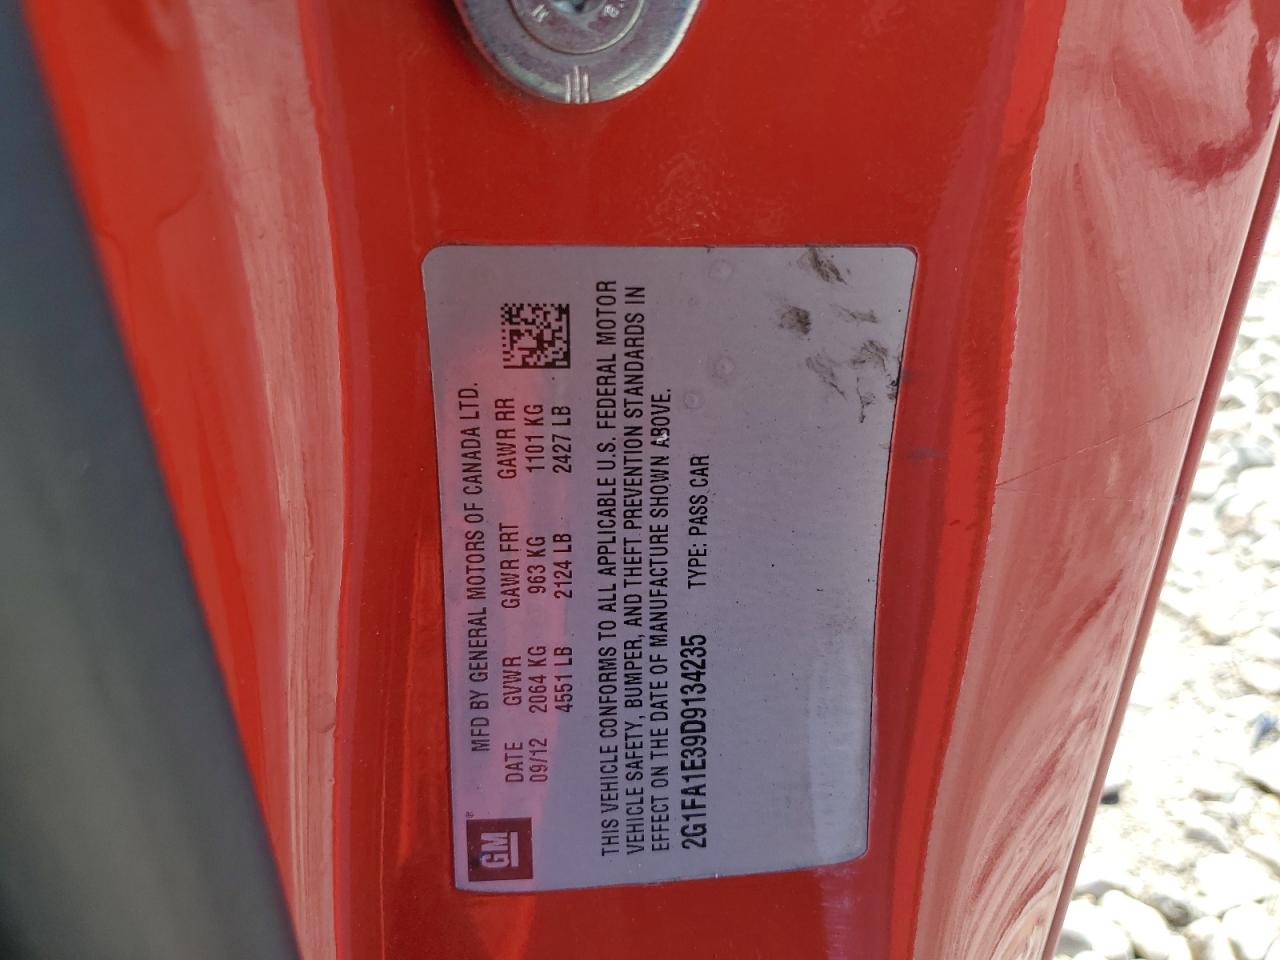 GM®
MFD BY GENERAL MOTORS OF CANADA LTD.
DATE GVWR GAWR FRT GAWR RR
09/12 2064 KG 963 KG 1101 KG
4551 LB 2124 LB 2427 LB
THIS VEHICLE CONFORMS TO ALL APPLICABLE U.S. FEDERAL MOTOR
VEHICLE SAFETY, BUMPER, AND THEFT PREVENTION STANDARDS IN
EFFECT ON THE DATE OF MANUFACTURE SHOWN ABOVE.
2G1FA1E39D9134235 TYPE: PASS CAR